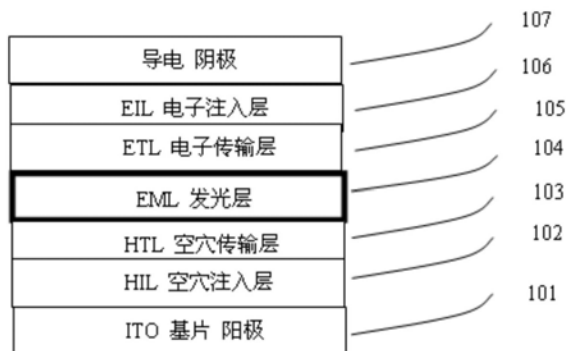 107
导电 阴极
106
EIL 电子注入层
105
ETL 电子传输层
104
EML 发光层
103
HTL 空穴传输层
102
HIL 空穴注入层
101
ITO 基片 阳极